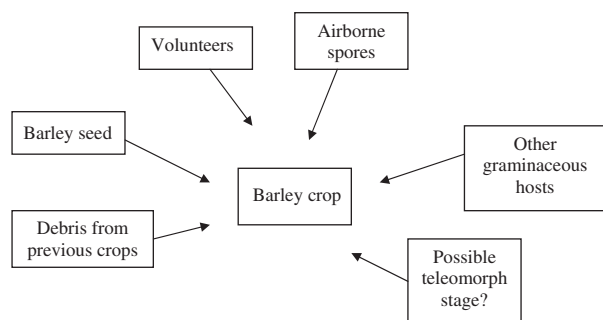 Volunteers
Airborne
spores
Barley seed
Other
graminaceous
hosts
Barley crop
Debris from
previous crops
Possible
teleomorph
stage?